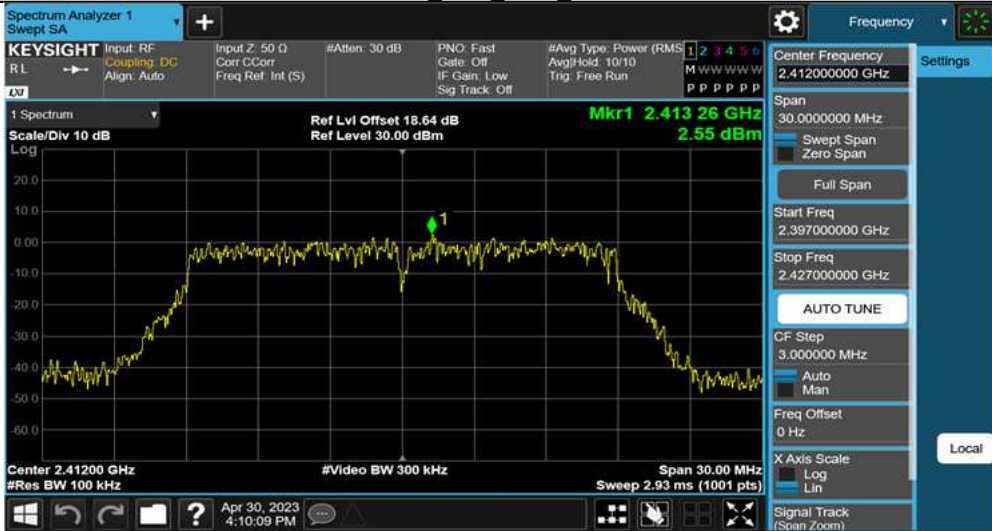 Spectrum Analyzer 1
Swept SA
+
Frequency
KEYSIGHT
RL
LXI
Input: RF
Coupling: DC
Align: Auto
Input Z: 50 Ω
Corr CCorr
Freq Ref: Int (S)
#Atten: 30 dB
PNO: Fast
Gate: Off
IF Gain: Low
Sig Track: Off
#Avg Type: Power (RMS
Avg|Hold: 10/10
Trig: Free Run
1 2 3 4 5 6
M W W W W W
P P P P P P
1 Spectrum
Scale/Div 10 dB
Ref Lvl Offset 18.64 dB
Ref Level 30.00 dBm
Mkr1 2.413 26 GHz
2.55 dBm
Log
20.0
10.0
0.00
-10.0
-20.0
-30.0
-40.0
-50.0
-60.0
1
Center 2.41200 GHz
#Res BW 100 kHz
#Video BW 300 kHz
Span 30.00 MHz
Sweep 2.93 ms (1001 pts)
Center Frequency
2.412000000 GHz
Span
30.0000000 MHz
Swept Span
Zero Span
Full Span
Start Freq
2.397000000 GHz
Stop Freq
2.427000000 GHz
AUTO TUNE
CF Step
3.000000 MHz
Auto
Man
Freq Offset
0 Hz
X Axis Scale
Log
Lin
Signal Track
(Span Zoom)
Settings
Local
?
Apr 30, 2023
4:10:09 PM